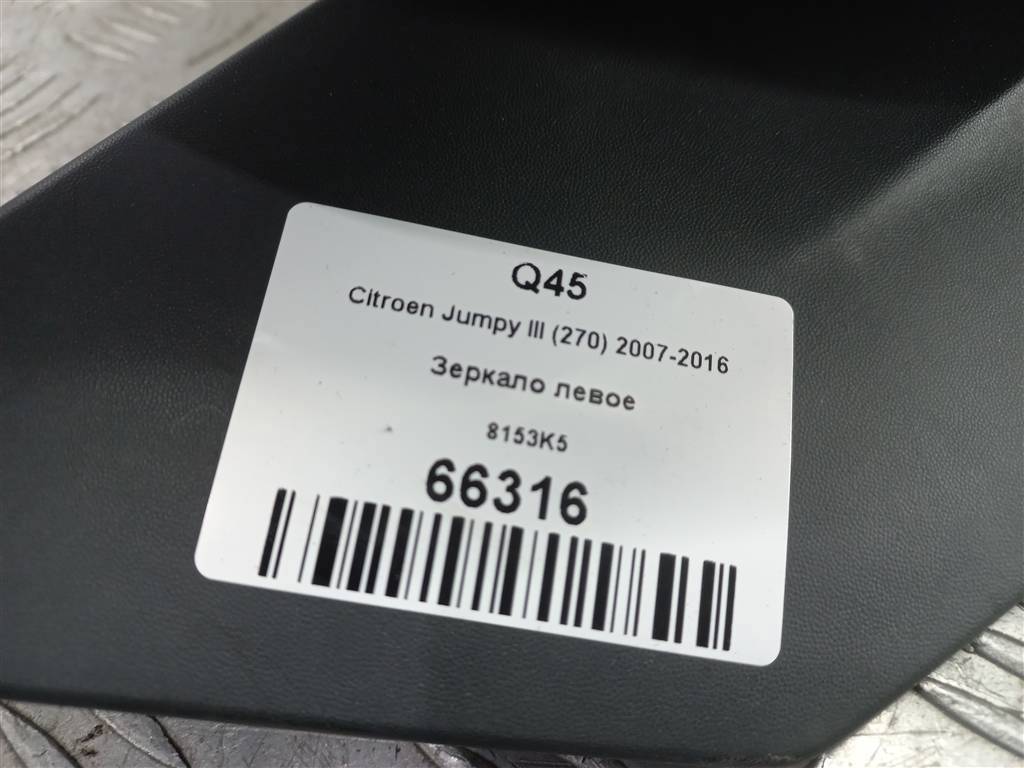 Q45
Citroen Jumpy III (270) 2007-2016
Зеркало левое
8153K5
66316